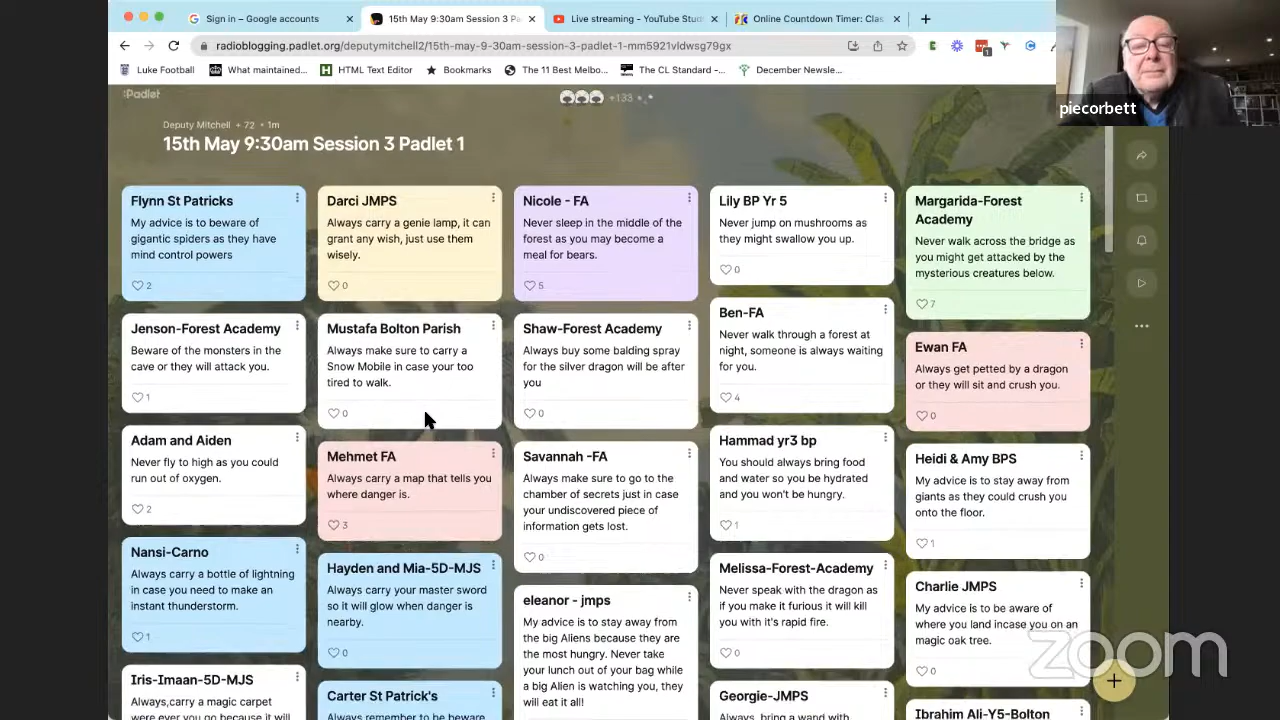 Sign in – Google accounts
15th May 9:30am Session 3 Pa
Live streaming - YouTube Stud
Online Countdown Timer: Clas
radioblogging.padlet.org/deputymitchell2/15th-may-9-30am-session-3-padlet-1-mm5921vldwsg79gx
Luke Football
What maintained...
HTML Text Editor
Bookmarks
The 11 Best Melbo...
The CL Standard -...
December Newsle...
piecorbett
:Padlet
+133
Deputy Mitchell + 72 • 1m
15th May 9:30am Session 3 Padlet 1
Flynn St Patricks
My advice is to beware of
gigantic spiders as they have
mind control powers
2
Jenson-Forest Academy
Beware of the monsters in the
cave or they will attack you.
1
Adam and Aiden
Never fly to high as you could
run out of oxygen.
2
Nansi-Carno
Always carry a bottle of lightning
in case you need to make an
instant thunderstorm.
1
Iris-Imaan-5D-MJS
Always,carry a magic carpet
were ever you go because it will
Darci JMPS
Always carry a genie lamp, it can
grant any wish, just use them
wisely.
0
Mustafa Bolton Parish
Always make sure to carry a
Snow Mobile in case your too
tired to walk.
0
Mehmet FA
Always carry a map that tells you
where danger is.
3
Hayden and Mia-5D-MJS
Always carry your master sword
so it will glow when danger is
nearby.
0
Carter St Patrick's
Always remember to be beware
Nicole - FA
Never sleep in the middle of the
forest as you may become a
meal for bears.
5
Shaw-Forest Academy
Always buy some balding spray
for the silver dragon will be after
you
0
Savannah -FA
Always make sure to go to the
chamber of secrets just in case
your undiscovered piece of
information gets lost.
0
eleanor - jmps
My advice is to stay away from
the big Aliens because they are
the most hungry. Never take
your lunch out of your bag while
a big Alien is watching you, they
will eat it all!
Lily BP Yr 5
Never jump on mushrooms as
they might swallow you up.
0
Ben-FA
Never walk through a forest at
night, someone is always waiting
for you.
4
Hammad yr3 bp
You should always bring food
and water so you be hydrated
and you won't be hungry.
1
Melissa-Forest-Academy
Never speak with the dragon as
if you make it furious it will kill
you with it's rapid fire.
0
Georgie-JMPS
Always, bring a wand with
Margarida-Forest
Academy
Never walk across the bridge as
you might get attacked by the
mysterious creatures below.
7
Ewan FA
Always get petted by a dragon
or they will sit and crush you.
0
Heidi & Amy BPS
My advice is to stay away from
giants as they could crush you
onto the floor.
1
Charlie JMPS
My advice is to be aware of
where you land incase you on an
magic oak tree.
0
Ibrahim Ali-Y5-Bolton
zoom